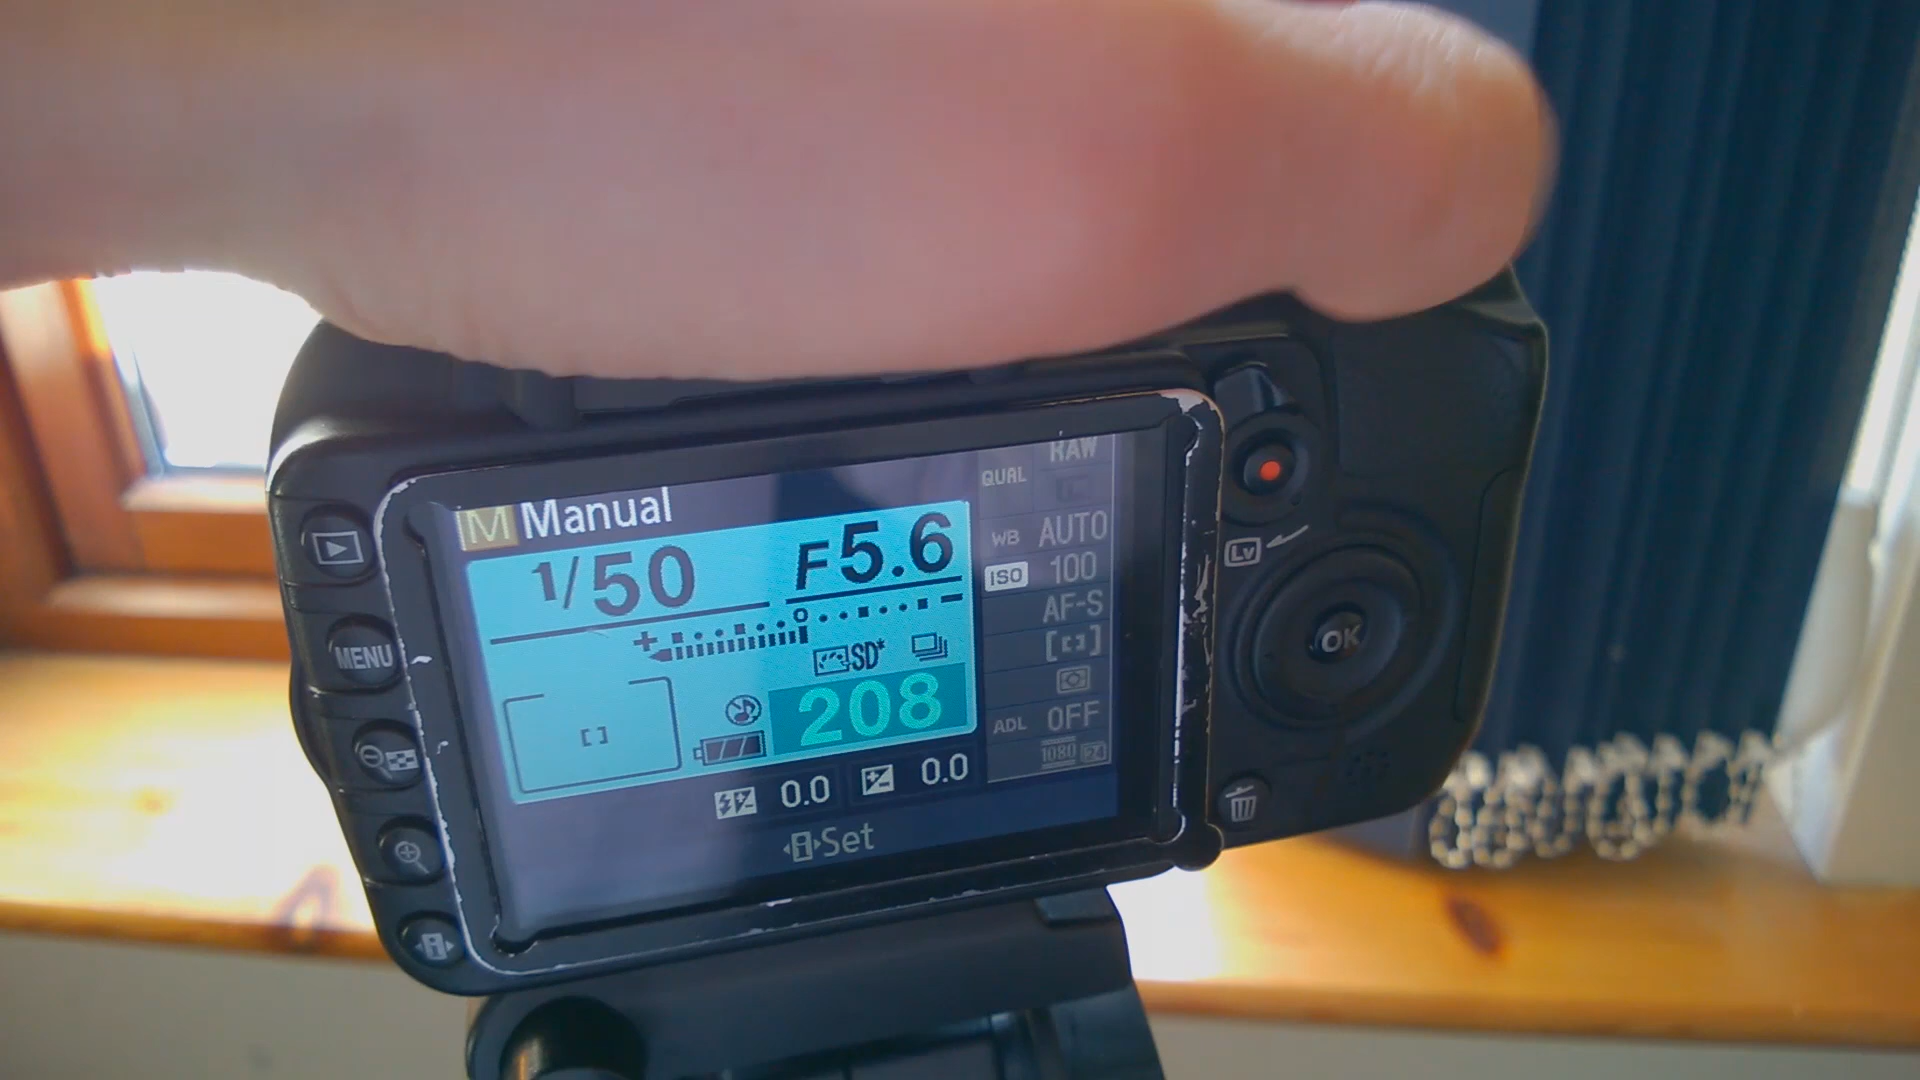 M Manual
1/50 F5.6
SD*
208
0.0 0.0
i Set
QUAL RAW
WB AUTO
ISO 100
AF-S
ADL OFF
1080
MENU
Lv
OK
i